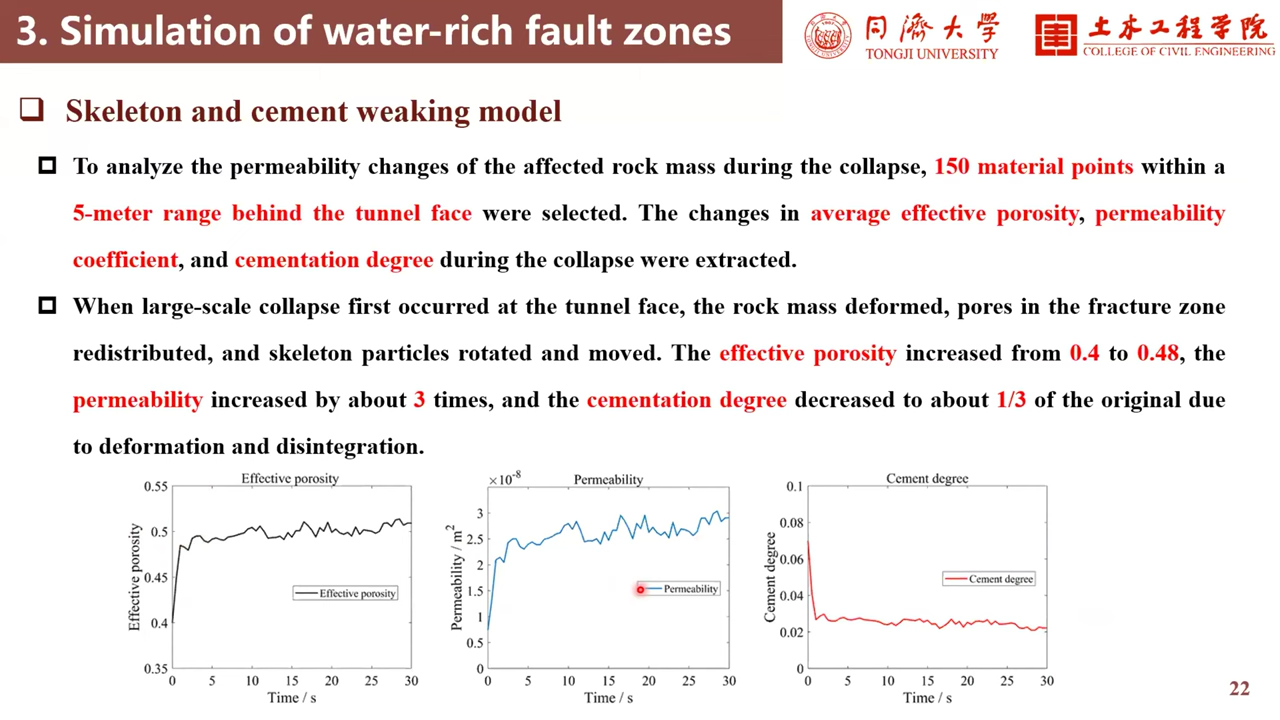 3. Simulation of water-rich fault zones
同濟大學
TONGJI UNIVERSITY
土木工程学院
COLLEGE OF CIVIL ENGINEERING
Skeleton and cement weaking model
To analyze the permeability changes of the affected rock mass during the collapse, 150 material points within a
5-meter range behind the tunnel face were selected. The changes in average effective porosity, permeability
coefficient, and cementation degree during the collapse were extracted.
When large-scale collapse first occurred at the tunnel face, the rock mass deformed, pores in the fracture zone
redistributed, and skeleton particles rotated and moved. The effective porosity increased from 0.4 to 0.48, the
permeability increased by about 3 times, and the cementation degree decreased to about 1/3 of the original due
to deformation and disintegration.
Effective porosity
0.55
0.5
0.45
0.4
0.35
Effective porosity
Effective porosity
0 5 10 15 20 25 30
Time / s
×10⁻⁸
Permeability
3
2.5
2
1.5
1
0.5
0
Permeability / m²
Permeability
0 5 10 15 20 25 30
Time / s
Cement degree
0.1
0.08
0.06
0.04
0.02
0
Cement degree
Cement degree
0 5 10 15 20 25 30
Time / s
22